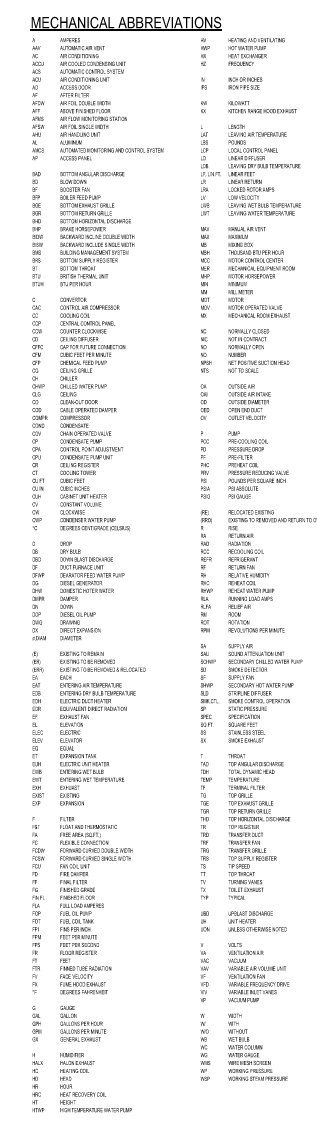 MECHANICAL ABBREVIATIONS
A AMPERES
AAV AUTOMATIC AIR VENT
AC AIR CONDITIONING
ACCU AIR COOLED CONDENSING UNIT
ACS AUTOMATIC CONTROL SYSTEM
ACU AIR CONDITIONING UNIT
AD ACCESS DOOR
AF AFTER FILTER
AFDW AIR FOIL DOUBLE WIDTH
AFF ABOVE FINISHED FLOOR
AFMS AIR FLOW MONITORING STATION
AFSW AIR FOIL SINGLE WIDTH
AHU AIR HANDLING UNIT
AL ALUMINUM
AMCS AUTOMATED MONITORING AND CONTROL SYSTEM
AP ACCESS PANEL
BAD BOTTOM ANGULAR DISCHARGE
BD SLOW DOWN
BF BOOSTER FAN
BFP BOILER FEED PUMP
BGE BOTTOM EXHAUST GRILLE
BGR BOTTOM RETURN GRILLE
BHD BOTTOM HORIZONTAL DISCHARGE
BHP BRAKE HORSEPOWER
BIDW BACKWARD INCLINE DOUBLE WIDTH
BISW BACKWARD INCLUDE SINGLE WIDTH
BMS BUILDING MANAGEMENT SYSTEM
BRS BOTTOM SUPPLY REGISTER
BT BOTTOM THROAT
BTU BRITISH THERMAL UNIT
BTUH BTU PER HOUR
C CONVERTOR
CAC CONTROL AIR COMPRESSOR
CC COOLING COIL
CCP CENTRAL CONTROL PANEL
CCW COUNTER CLOCKWISE
CD CEILING DIFFUSER
CFFC CAP FOR FUTURE CONNECTION
CFM CUBIC FEET PER MINUTE
CFP CHEMICAL FEED PUMP
CG CEILING GRILLE
CH CHILLER
CHWP CHILLED WATER PUMP
CLG CEILING
CO CLEAN-OUT DOOR
COD CABLE OPERATED DAMPER
COMPR COMPRESSOR
COND CONDENSATE
COV CHAIN OPERATED VALVE
CP CONDENSATE PUMP
CPA CONTROL POINT ADJUSTMENT
CPU CONDENSATE PUMP UNIT
CR CEILING REGISTER
CT COOLING TOWER
CU.FT CUBIC FEET
CU.IN CUBIC INCHES
CUH CABINET UNIT HEATER
CV CONSTANT VOLUME
CW CLOCKWISE
CWP CONDENSER WATER PUMP
°C DEGREES CENTIGRADE (CELSIUS)
D DROP
DB DRY BULB
DBD DOWN BLAST DISCHARGE
DF DUCT FURNACE UNIT
DFWP DEARATOR FEED WATER PUMP
DG DIESEL GENERATOR
DHW DOMESTIC HOTER WATER
DMPR DAMPER
DN DOWN
DOP DIESEL OIL PUMP
DWG DRAWING
DX DIRECT EXPANSION
ø,DIAM DIAMETER
(E) EXISTING TO REMAIN
(ER) EXISTING TO BE REMOVED
(ERR) EXISTING TO BE REMOVED & RELOCATED
EA EACH
EAT ENTERING AIR TEMPERATURE
EDB ENTERING DRY BULB TEMPERATURE
EDH ELECTRIC DUCT HEATER
EDR EQUIVALENT DIRECT RADIATION
EF EXHAUST FAN
EL ELEVATION
ELEC ELECTRIC
ELEV ELEVATOR
EQ EQUAL
ET EXPANSION TANK
EUH ELECTRIC UNIT HEATER
EWB ENTERING WET BULB
EWT ENTERING WET TEMPERATURE
EXH EXHUAST
EXIST EXISTING
EXP EXPANSION
F FILTER
F&T FLOAT AND THERMOSTATIC
FA FREE AREA (SQ.FT.)
FC FLEXIBLE CONNECTION
FCDW FORWARD CURVED DOUBLE WIDTH
FCSW FORWARD CURVED SINGLE WIDTH
FCU FAN COIL UNIT
FD FIRE DAMPER
FF FINAL FILTER
FG FINISHED GRADE
FIN FL FINISHED FLOOR
FLA FULL LOAD AMPERES
FOP FUEL OIL PUMP
FOT FUEL COIL TANK
FPI FINS PER INCH
FPM FEET PER MINUTE
FPS FEET PER SECOND
FR FLOOR REGISTER
FT FEET
FTR FINNED TUBE RADIATION
FV FACE VELOCITY
FX FUME HOOD EXHAUST
°F DEGREES FAHRENHEIT
G GAUGE
GAL GALLON
GPH GALLONS PER HOUR
GPM GALLONS PER MINUTE
GX GENERAL EXHAUST
H HUMIDIFIER
HALX HALON EXHAUST
HC HEATING COIL
HD HEAD
HR HOUR
HRC HEAT RECOVERY COIL
HT HEIGHT
HTWP HIGH TEMPERATURE WATER PUMP
HV HEATING AND VENTILATING
HWP HOT WATER PUMP
HX HEAT EXCHANGER
HZ FREQUENCY
IN INCH OR INCHES
IPS IRON PIPE SIZE
KW KILOWATT
KX KITCHEN RANGE HOOD EXHAUST
L LENGTH
LAT LEAVING AIR TEMPERATURE
LBS POUNDS
LCP LOCAL CONTROL PANEL
LD LINEAR DIFFUSER
LDB LEAVING DRY BULB TEMPERATURE
LF, LIN.FT. LINEAR FEET
LR LINEAR RETURN
LRA LOCKED ROTOR AMPS
LV LOW VELOCITY
LWB LEAVING WET BULB TEMPERATURE
LWT LEAVING WATER TEMPERATURE
MAV MANUAL AIR VENT
MAX MAXIMUM
MB MIXING BOX
MBH THOUSAND BTU PER HOUR
MCC MOTOR CONTROL CENTER
MER MECHANICAL EQUIPMENT ROOM
MHP MOTOR HORSEPOWER
MIN MINIMUM
MM MILL METER
MOT MOTOR
MOV MOTOR OPERATED VALVE
MX MECHANICAL ROOM EXHAUST
NC NORMALLY CLOSED
NIC NOT IN CONTRACT
NO NORMALLY OPEN
NO. NUMBER
NPSH NET POSITIVE SUCTION HEAD
NTS NOT TO SCALE
OA OUTSIDE AIR
OAI OUTSIDE AIR INTAKE
OD OUTSIDE DIAMETER
OED OPEN END DUCT
OV OUTLET VELOCITY
P PUMP
PCC PRE-COOLING COIL
PD PRESSURE DROP
PF PRE-FILTER
PHC PREHEAT COIL
PRV PRESSURE REDUCING VALVE
PSI POUNDS PER SQUARE INCH
PSIA PSI ABSOLUTE
PSIG PSI GAUGE
(RE) RELOCATED EXISTING
(RRD) EXISTING TO REMOVED AND RETURN TO O
R RISE
RA RETURN AIR
RAD RADIATION
RCC RECOOLING COIL
REFR REFRIGERANT
RF RETURN FAN
RH RELATIVE HUMIDITY
RHC REHEAT COIL
RHWP REHEAT WATER PUMP
RLA RUNNING LOAD AMPS
RLFA RELIEF AIR
RM ROOM
ROT ROTATION
RPM REVOLUTIONS PER MINUTE
SA SUPPLY AIR
SAU SOUND ATTENUATION UNIT
SCHWP SECONDARY CHILLED WATER PUMP
SD SMOKE DETECTOR
SF SUPPLY FAN
SHWP SECONDARY HOT WATER PUMP
SLD STRIPLINE DIFFUSER
SMK.CTL. SMOKE CONTROL OPERATION
SP STATIC PRESSURE
SPEC SPECIFICATION
SQ.FT. SQUARE FEET
SS STAINLESS STEEL
SX SMOKE EXHAUST
T THROAT
TAD TOP ANGULAR DISCHARGE
TDH TOTAL DYNAMIC HEAD
TEMP TEMPERATURE
TF TERMINAL FILTER
TG TOP GRILLE
TGE TOP EXHAUST GRILLE
TGR TOP RETURN GRILLE
THD TOP HORIZONTAL DISCHARGE
TR TOP REGISTER
TRD TRANSFER DUCT
TRF TRANSFER FAN
TRG TRANSFER GRILLE
TRS TOP SUPPLY REGISTER
TS TIP SPEED
TT TOP THROAT
TV TURNING VANES
TX TOILET EXHAUST
TYP TYPICAL
UBD UPBLAST DISCHARGE
UH UNIT HEATER
UON UNLESS OTHERWISE NOTED
V VOLTS
VA VENTILATION AIR
VAC VACUUM
VAV VARIABLE AIR VOLUME UNIT
VF VENTILATION FAN
VFD VARIABLE FREQUENCY DRIVE
VIV VARIABLE INLET VANES
VP VACUUM PUMP
W WIDTH
W/ WITH
W/O WITHOUT
WB WET BULB
WC WATER COLUMN
WG WATER GAUGE
WMS WIRE MESH SCREEN
WP WORKING PRESSURE
WSP WORKING STEAM PRESSURE